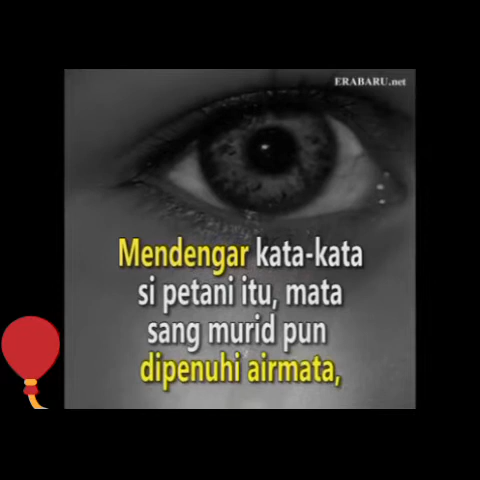 ERABARU.net
Mendengar kata-kata
si petani itu, mata
sang murid pun
dipenuhi airmata,